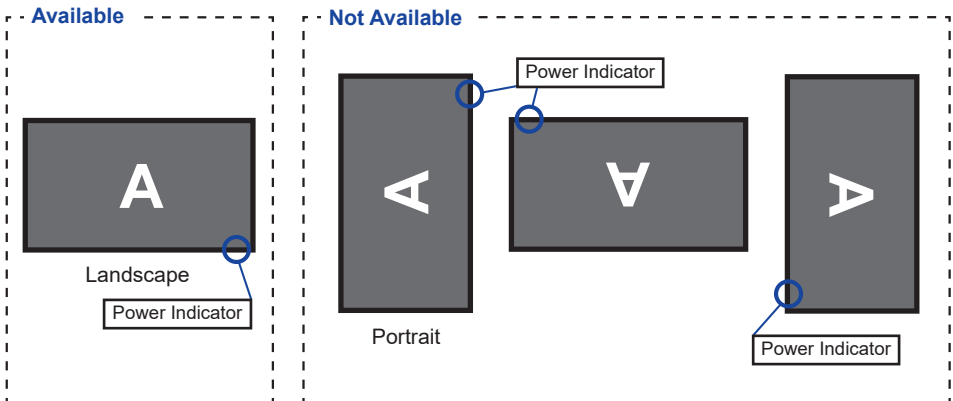 Available
A
Landscape
Power Indicator
Not Available
Power Indicator
A
A
A
Portrait
Power Indicator